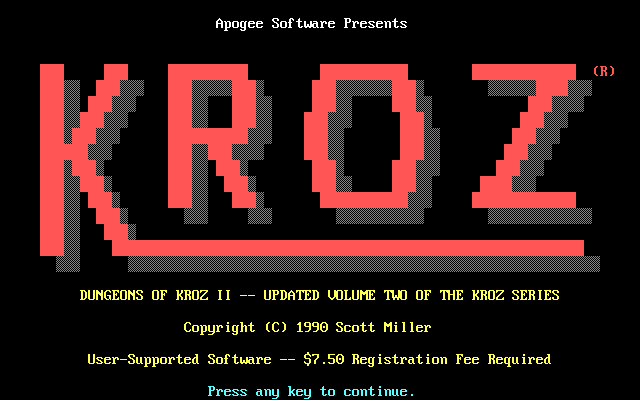 Apogee Software Presents
KROZ (R)
DUNGEONS OF KROZ II -- UPDATED VOLUME TWO OF THE KROZ SERIES
Copyright (C) 1990 Scott Miller
User-Supported Software -- $7.50 Registration Fee Required
Press any key to continue.